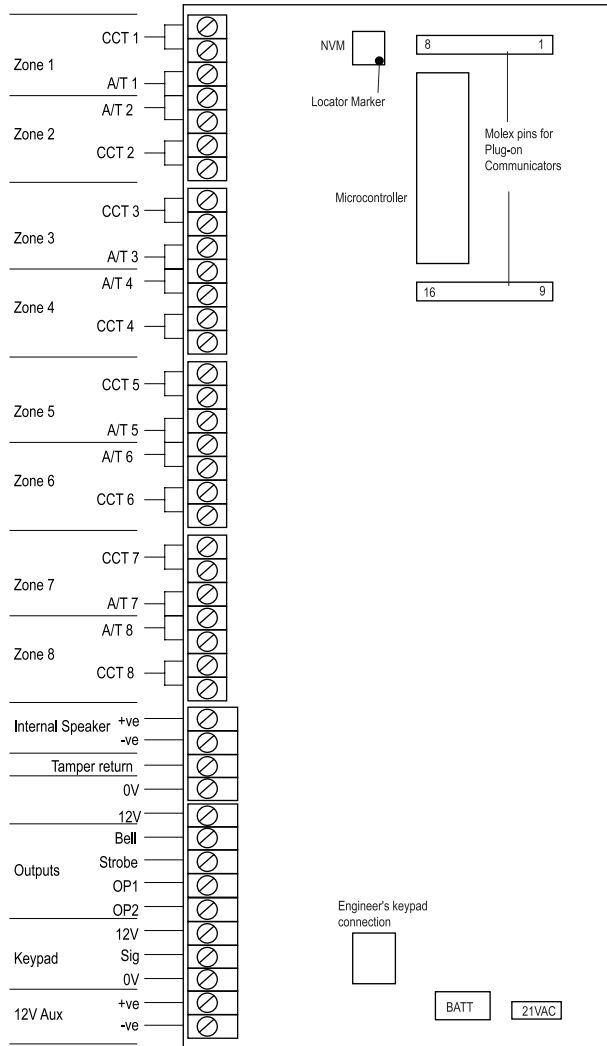 Zone 1
CCT 1
A/T 1
Zone 2
A/T 2
CCT 2
Zone 3
CCT 3
A/T 3
Zone 4
A/T 4
CCT 4
Zone 5
CCT 5
A/T 5
Zone 6
A/T 6
CCT 6
Zone 7
CCT 7
A/T 7
Zone 8
A/T 8
CCT 8
Internal Speaker
+ve
-ve
Tamper return
0V
12V
Outputs
Bell
Strobe
OP1
OP2
Keypad
12V
Sig
0V
12V Aux
+ve
-ve
NVM
Locator Marker
8 1
Molex pins for
Plug-on
Communicators
Microcontroller
16 9
Engineer's keypad
connection
BATT
21VAC